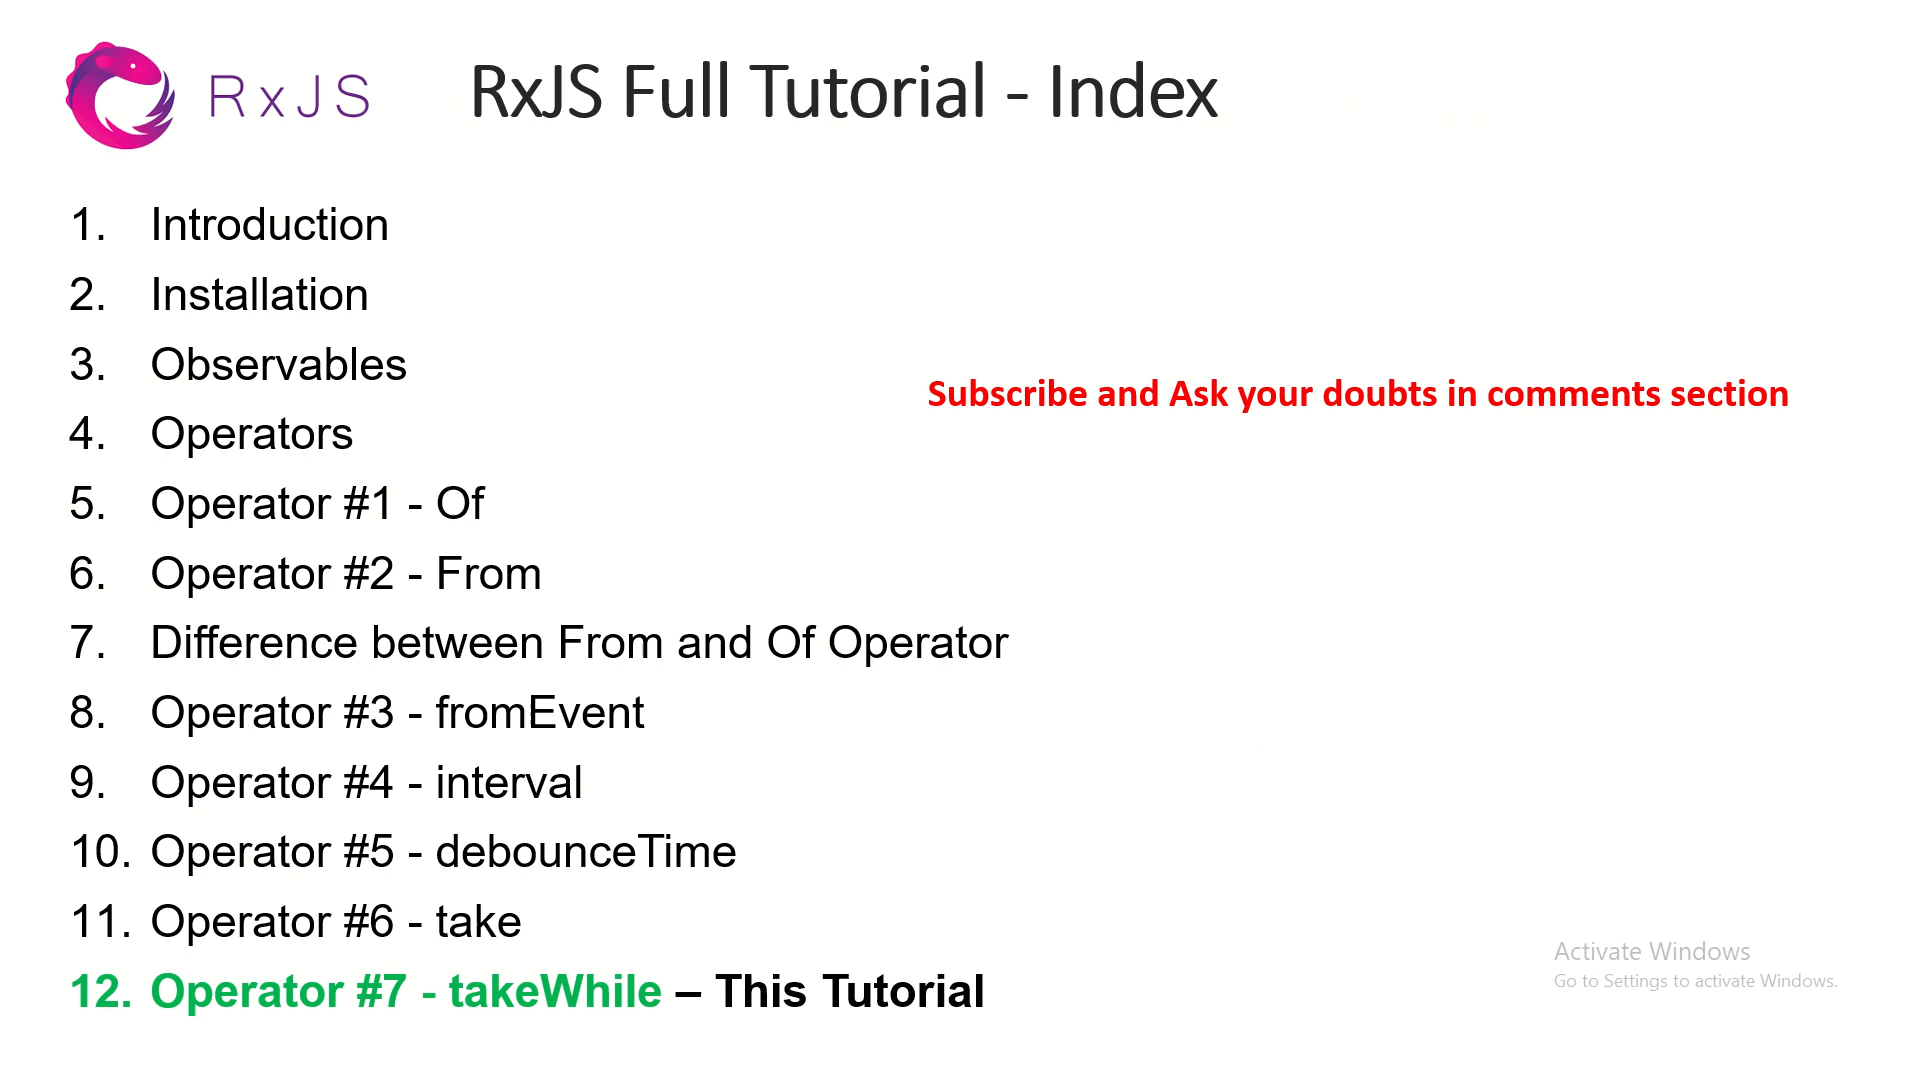 RxJS
RxJS Full Tutorial - Index
1. Introduction
2. Installation
3. Observables
4. Operators
5. Operator #1 - Of
6. Operator #2 - From
7. Difference between From and Of Operator
8. Operator #3 - fromEvent
9. Operator #4 - interval
10. Operator #5 - debounceTime
11. Operator #6 - take
12. Operator #7 - takeWhile – This Tutorial
Subscribe and Ask your doubts in comments section
Activate Windows
Go to Settings to activate Windows.